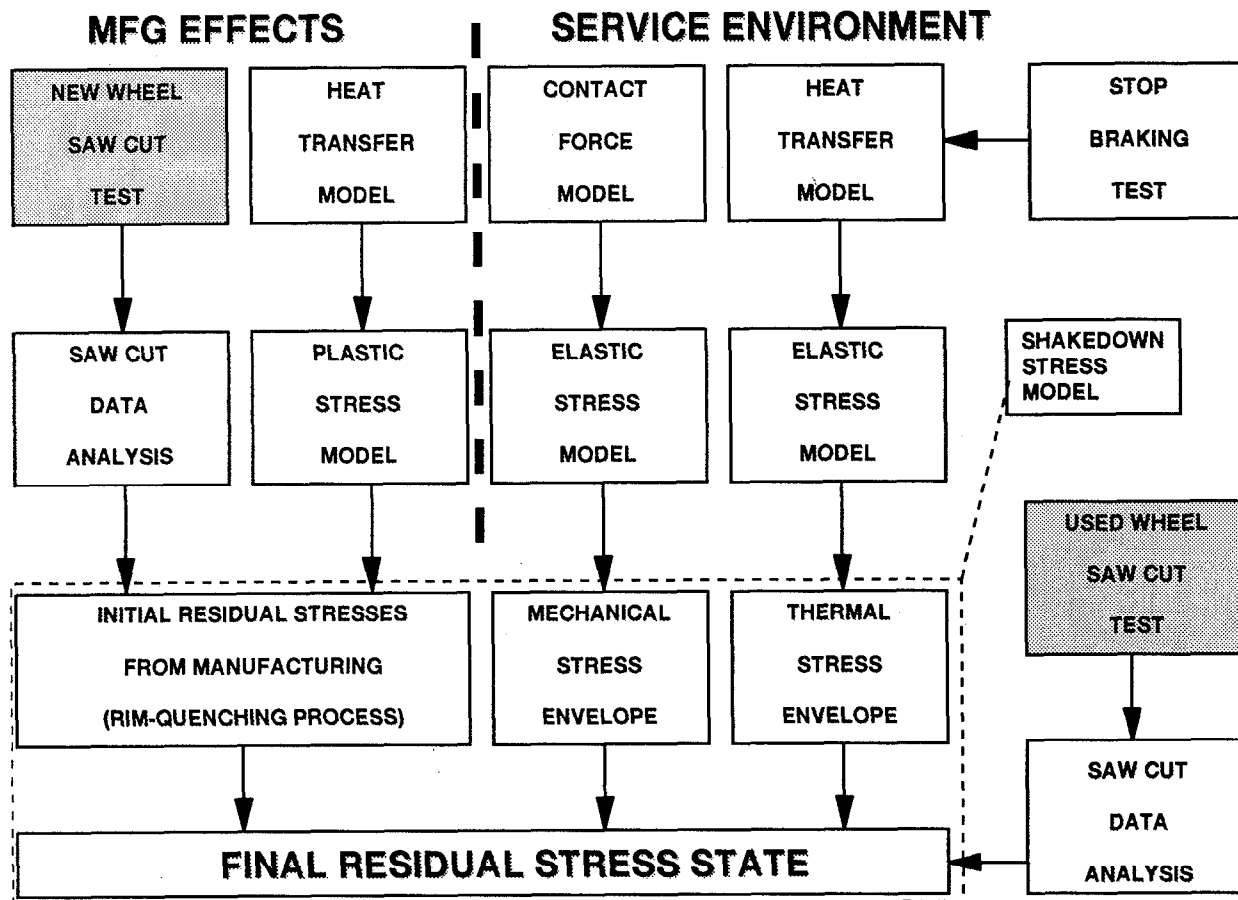 MFG EFFECTS
SERVICE ENVIRONMENT
NEW WHEEL
SAW CUT
TEST
HEAT
TRANSFER
MODEL
CONTACT
FORCE
MODEL
HEAT
TRANSFER
MODEL
STOP
BRAKING
TEST
SAW CUT
DATA
ANALYSIS
PLASTIC
STRESS
MODEL
ELASTIC
STRESS
MODEL
ELASTIC
STRESS
MODEL
SHAKEDOWN
STRESS
MODEL
USED WHEEL
SAW CUT
TEST
INITIAL RESIDUAL STRESSES
FROM MANUFACTURING
(RIM-QUENCHING PROCESS)
MECHANICAL
STRESS
ENVELOPE
THERMAL
STRESS
ENVELOPE
SAW CUT
DATA
ANALYSIS
FINAL RESIDUAL STRESS STATE